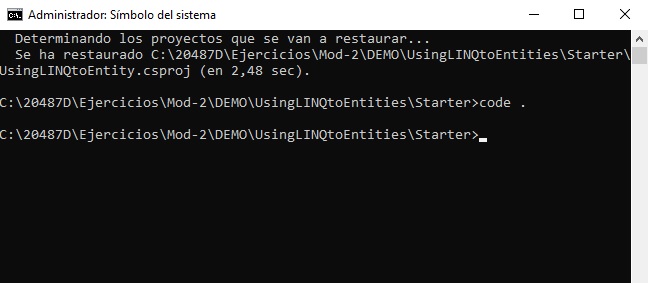 Administrador: Símbolo del sistema
Determinando los proyectos que se van a restaurar...
Se ha restaurado C:\20487D\Ejercicios\Mod-2\DEMO\UsingLINQtoEntities\Starter\
UsingLINQtoEntity.csproj (en 2,48 sec).
C:\20487D\Ejercicios\Mod-2\DEMO\UsingLINQtoEntities\Starter>code .
C:\20487D\Ejercicios\Mod-2\DEMO\UsingLINQtoEntities\Starter>